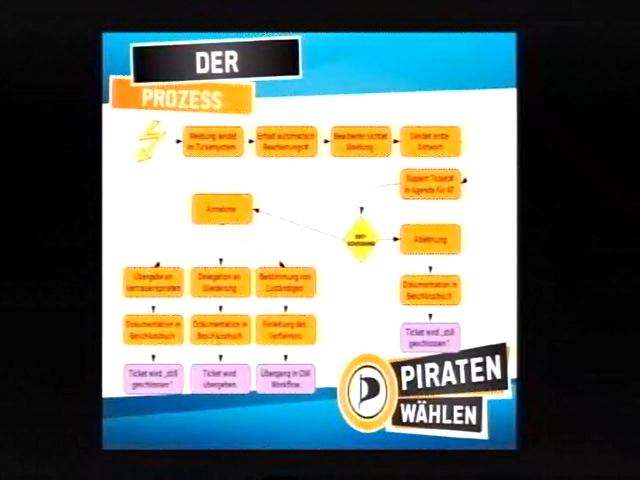 DER
PROZESS
Meldung landet
im Ticketsystem
Erhält automatisch
Bearbeitungs#
Bearbeiter sichtet
Meldung
Sendet erste
Antwort
Kopiert Ticket#
in Agenda für AT
Annahme
Ablehnung
Übergabe an
Vertrauenspiraten
Delegation an
Gliederung
Bestimmung von
Zuständigen
Dokumentation in
Beschlussbuch
Dokumentation in
Beschlussbuch
Dokumentation in
Beschlussbuch
Einleitung des
Verfahrens
Ticket wird „still
geschlossen"
Ticket wird „still
geschlossen"
Ticket wird
übergeben
Übergang in
Workflow
PIRATEN
WÄHLEN